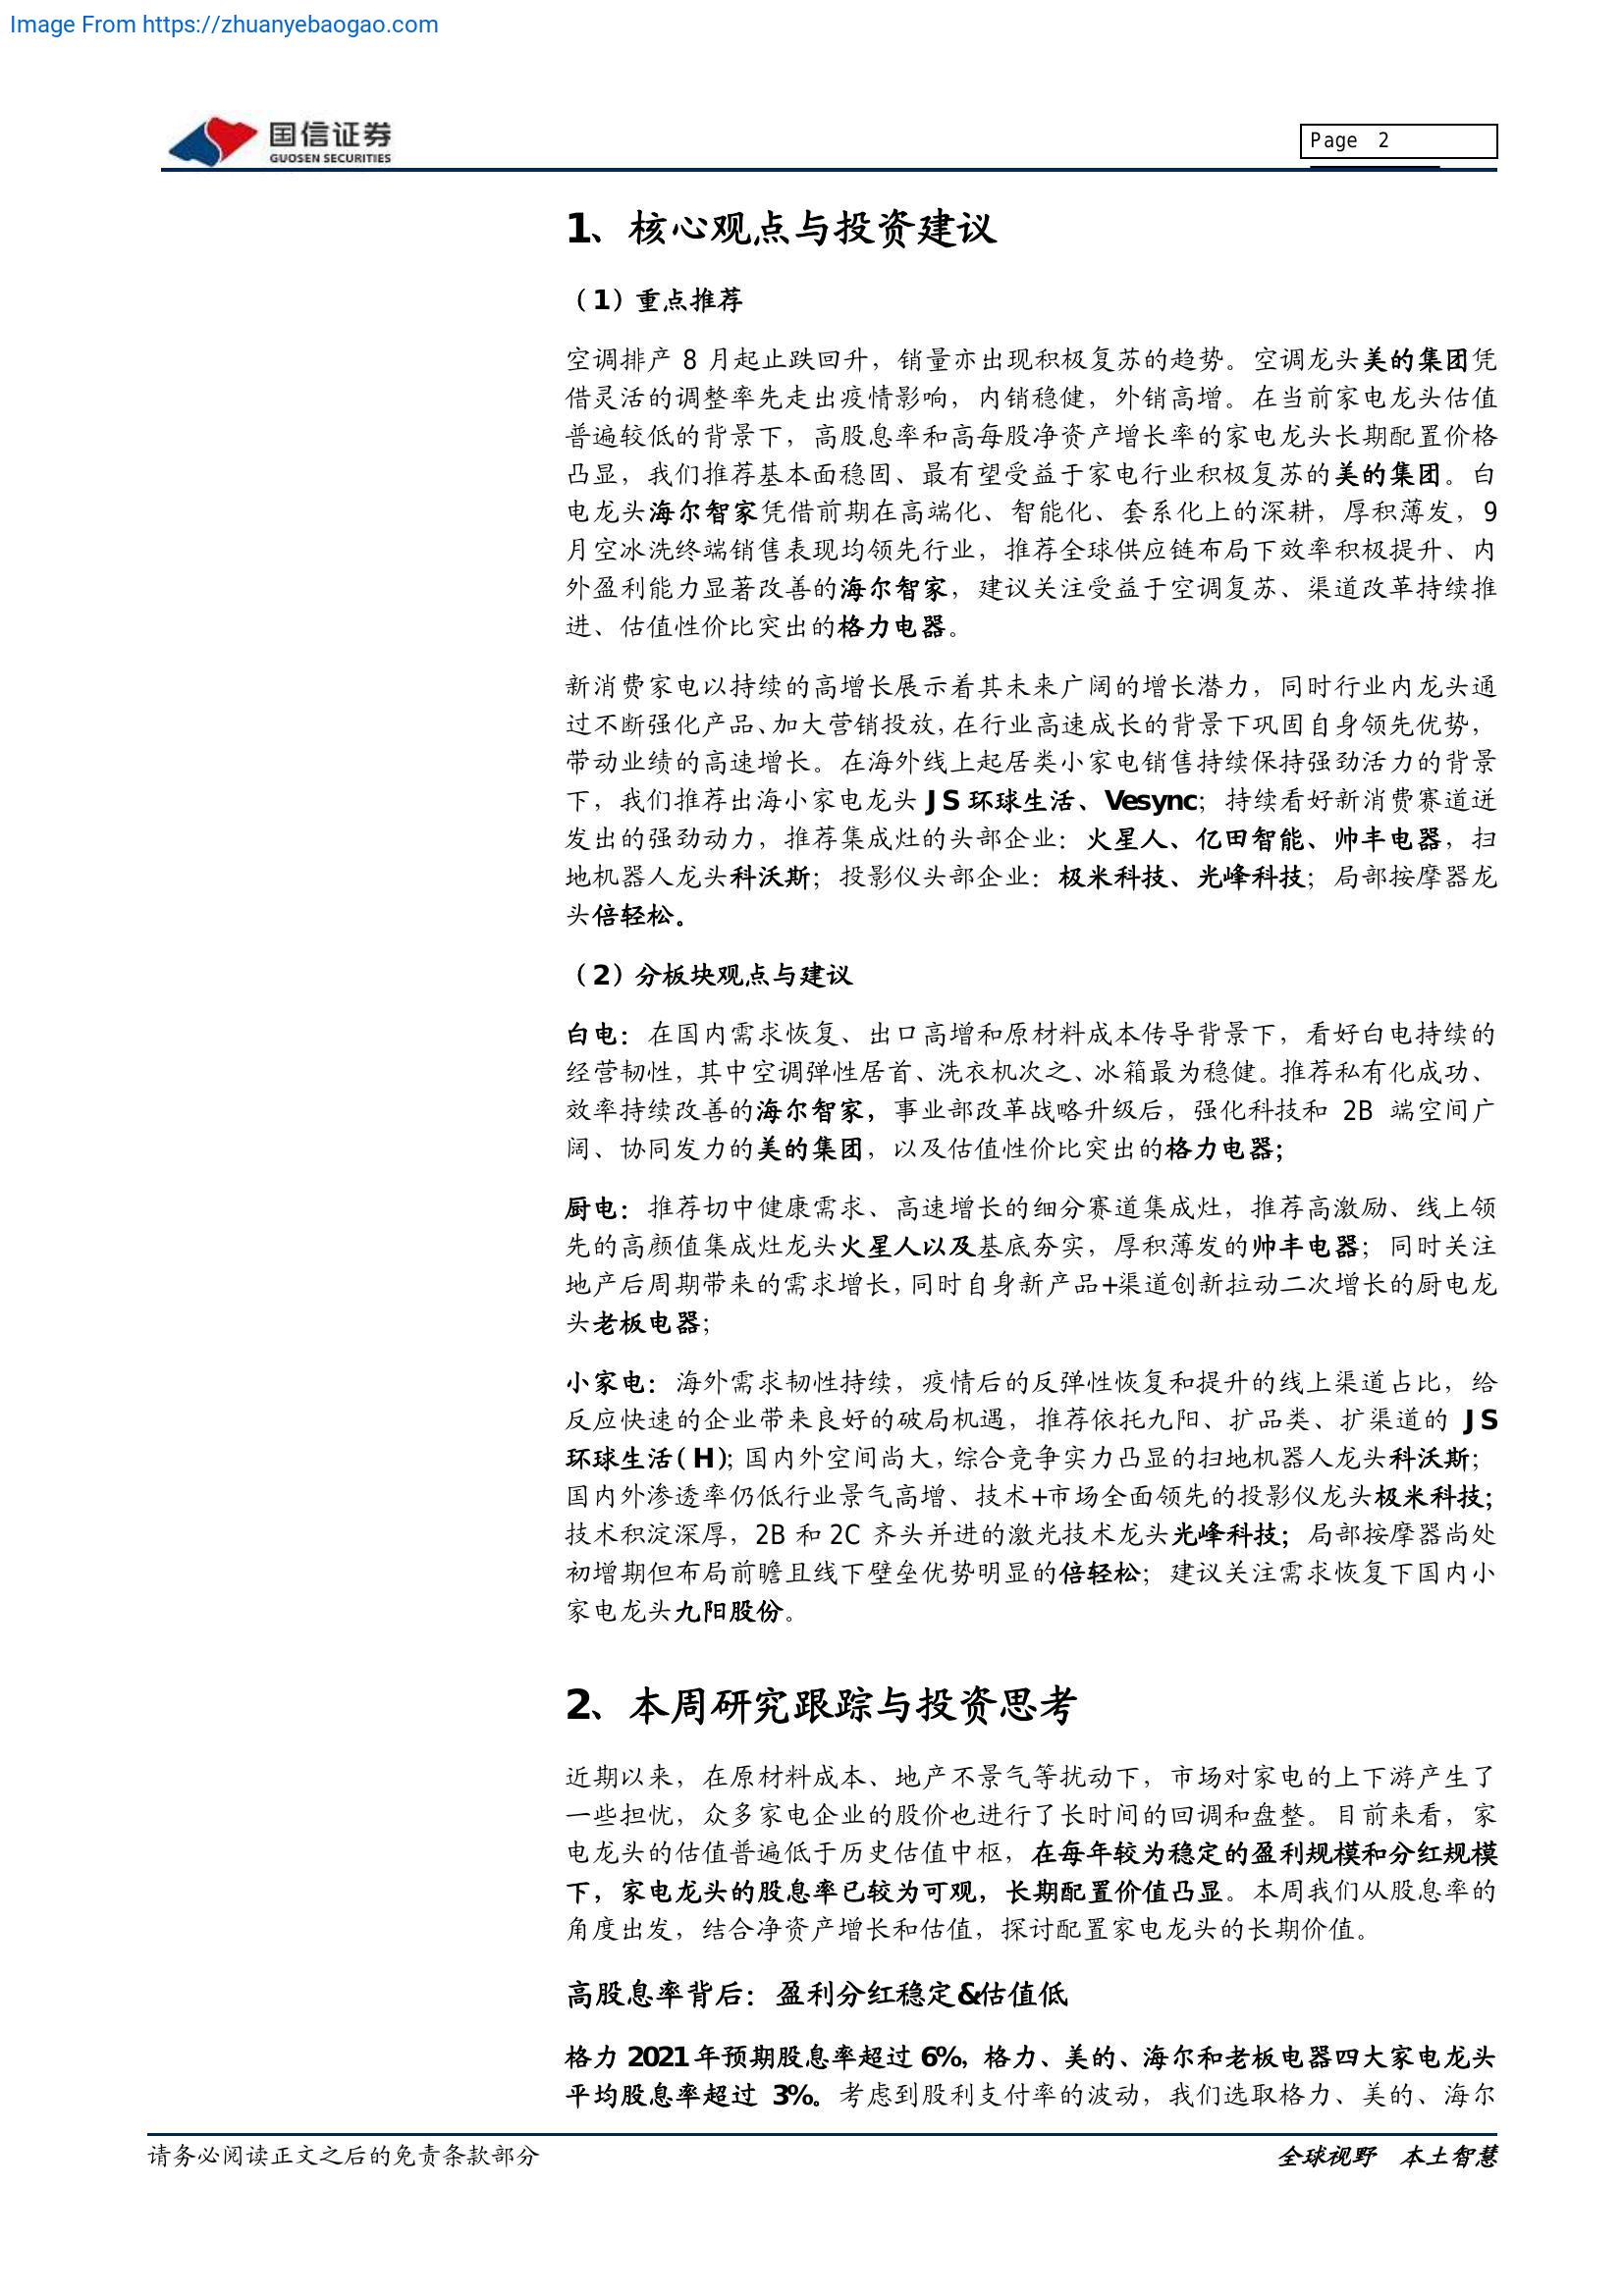 Image From https://zhuanyebaogao.com
国信证券
GUOSEN SECURITIES
Page 2
1、核心观点与投资建议
（1）重点推荐
空调排产 8 月起止跌回升，销量亦出现积极复苏的趋势。空调龙头美的集团凭
借灵活的调整率先走出疫情影响，内销稳健，外销高增。在当前家电龙头估值
普遍较低的背景下，高股息率和高每股净资产增长率的家电龙头长期配置价格
凸显，我们推荐基本面稳固、最有望受益于家电行业积极复苏的美的集团。白
电龙头海尔智家凭借前期在高端化、智能化、套系化上的深耕，厚积薄发，9
月空冰洗终端销售表现均领先行业，推荐全球供应链布局下效率积极提升、内
外盈利能力显著改善的海尔智家，建议关注受益于空调复苏、渠道改革持续推
进、估值性价比突出的格力电器。
新消费家电以持续的高增长展示着其未来广阔的增长潜力，同时行业内龙头通
过不断强化产品、加大营销投放，在行业高速成长的背景下巩固自身领先优势，
带动业绩的高速增长。在海外线上起居类小家电销售持续保持强劲活力的背景
下，我们推荐出海小家电龙头 JS 环球生活、Vesync；持续看好新消费赛道迸
发出的强劲动力，推荐集成灶的头部企业：火星人、亿田智能、帅丰电器，扫
地机器人龙头科沃斯；投影仪头部企业：极米科技、光峰科技；局部按摩器龙
头倍轻松。
（2）分板块观点与建议
白电：在国内需求恢复、出口高增和原材料成本传导背景下，看好白电持续的
经营韧性，其中空调弹性居首、洗衣机次之、冰箱最为稳健。推荐私有化成功、
效率持续改善的海尔智家，事业部改革战略升级后，强化科技和 2B 端空间广
阔、协同发力的美的集团，以及估值性价比突出的格力电器；
厨电：推荐切中健康需求、高速增长的细分赛道集成灶，推荐高激励、线上领
先的高颜值集成灶龙头火星人以及基底夯实，厚积薄发的帅丰电器；同时关注
地产后周期带来的需求增长，同时自身新产品+渠道创新拉动二次增长的厨电龙
头老板电器；
小家电：海外需求韧性持续，疫情后的反弹性恢复和提升的线上渠道占比，给
反应快速的企业带来良好的破局机遇，推荐依托九阳、扩品类、扩渠道的 JS
环球生活(H)；国内外空间尚大，综合竞争实力凸显的扫地机器人龙头科沃斯；
国内外渗透率仍低行业景气高增、技术+市场全面领先的投影仪龙头极米科技；
技术积淀深厚，2B 和 2C 齐头并进的激光技术龙头光峰科技；局部按摩器尚处
初增期但布局前瞻且线下壁垒优势明显的倍轻松；建议关注需求恢复下国内小
家电龙头九阳股份。
2、本周研究跟踪与投资思考
近期以来，在原材料成本、地产不景气等扰动下，市场对家电的上下游产生了
一些担忧，众多家电企业的股价也进行了长时间的回调和盘整。目前来看，家
电龙头的估值普遍低于历史估值中枢，在每年较为稳定的盈利规模和分红规模
下，家电龙头的股息率已较为可观，长期配置价值凸显。本周我们从股息率的
角度出发，结合净资产增长和估值，探讨配置家电龙头的长期价值。
高股息率背后：盈利分红稳定&估值低
格力 2021 年预期股息率超过 6%，格力、美的、海尔和老板电器四大家电龙头
平均股息率超过 3%。考虑到股利支付率的波动，我们选取格力、美的、海尔
请务必阅读正文之后的免责条款部分
全球视野 本土智慧